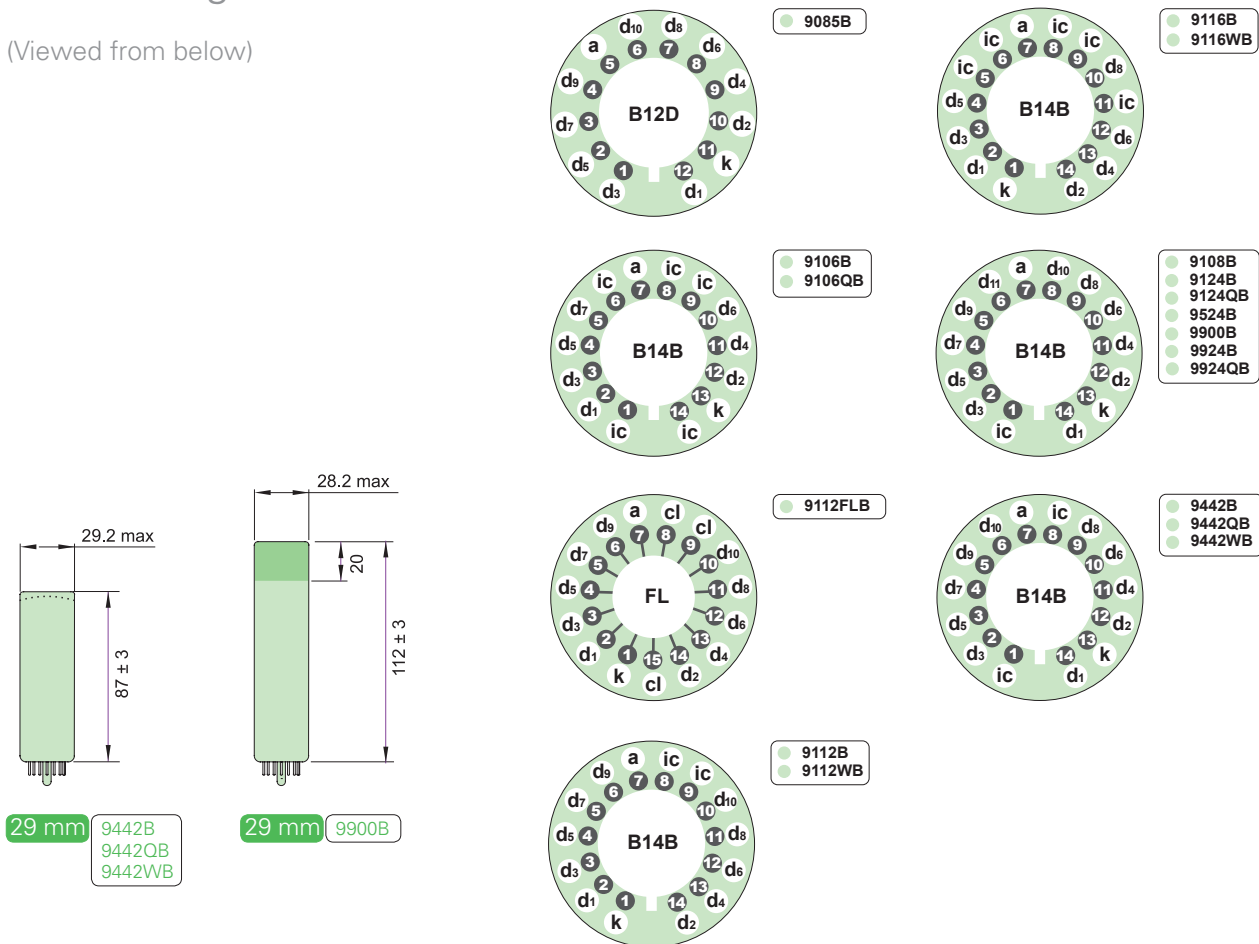 (Viewed from below)
29.2 max
87 ± 3
29 mm
9442B
9442QB
9442WB
28.2 max
20
112 ± 3
29 mm
9900B
B12D
1 d3
2 d5
3 d7
4 d9
5 a
6 d10
7 d8
8 d6
9 d4
10 d2
11 k
12 d1
9085B
B14B
1 k
2 d1
3 d3
4 d5
5 ic
6 ic
7 a
8 ic
9 ic
10 d8
11 ic
12 d6
13 d4
14 d2
9116B
9116WB
B14B
1 ic
2 d1
3 d3
4 d5
5 d7
6 ic
7 a
8 ic
9 ic
10 d6
11 d4
12 d2
13 k
14 ic
9106B
9106QB
B14B
1 ic
2 d3
3 d5
4 d7
5 d9
6 d11
7 a
8 d10
9 d8
10 d6
11 d4
12 d2
13 k
14 d1
9108B
9124B
9124QB
9524B
9900B
9924B
9924QB
FL
1 k
2 d1
3 d3
4 d5
5 d7
6 d9
7 a
8 cl
9 cl
10 d10
11 d8
12 d6
13 d4
14 d2
15 cl
9112FLB
B14B
1 ic
2 d3
3 d5
4 d7
5 d9
6 d10
7 a
8 ic
9 d8
10 d6
11 d4
12 d2
13 k
14 d1
9442B
9442QB
9442WB
B14B
1 k
2 d1
3 d3
4 d5
5 d7
6 d9
7 a
8 ic
9 ic
10 d10
11 d8
12 d6
13 d4
14 d2
9112B
9112WB